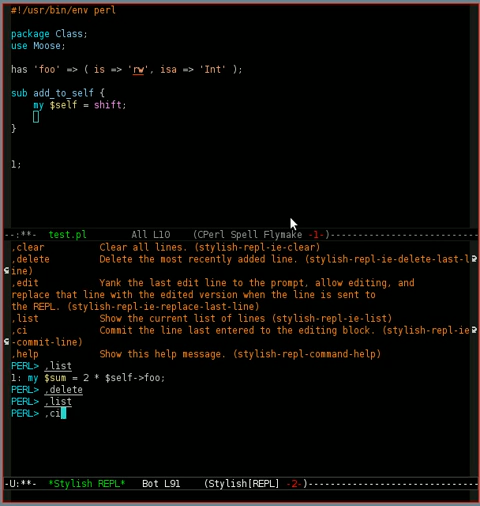 #!/usr/bin/env perl
package Class;
use Moose;
has 'foo' => ( is => 'rw', isa => 'Int' );
sub add_to_self {
    my $self = shift;
}
1;
--:**-  test.pl        All L10    (CPerl Spell Flymake -1-)-------------------------
,clear         Clear all lines. (stylish-repl-ie-clear)
,delete        Delete the most recently added line. (stylish-repl-ie-delete-last-l
ine)
,edit          Yank the last edit line to the prompt, allow editing, and
replace that line with the edited version when the line is sent to
the REPL. (stylish-repl-ie-replace-last-line)
,list          Show the current list of lines (stylish-repl-ie-list)
,ci            Commit the line last entered to the editing block. (stylish-repl-ie
-commit-line)
,help          Show this help message. (stylish-repl-command-help)
PERL> ,list
1: my $sum = 2 * $self->foo;
PERL> ,delete
PERL> ,list
PERL> ,ci
-U:**-  *Stylish REPL*   Bot L91    (Stylish[REPL] -2-)-----------------------------